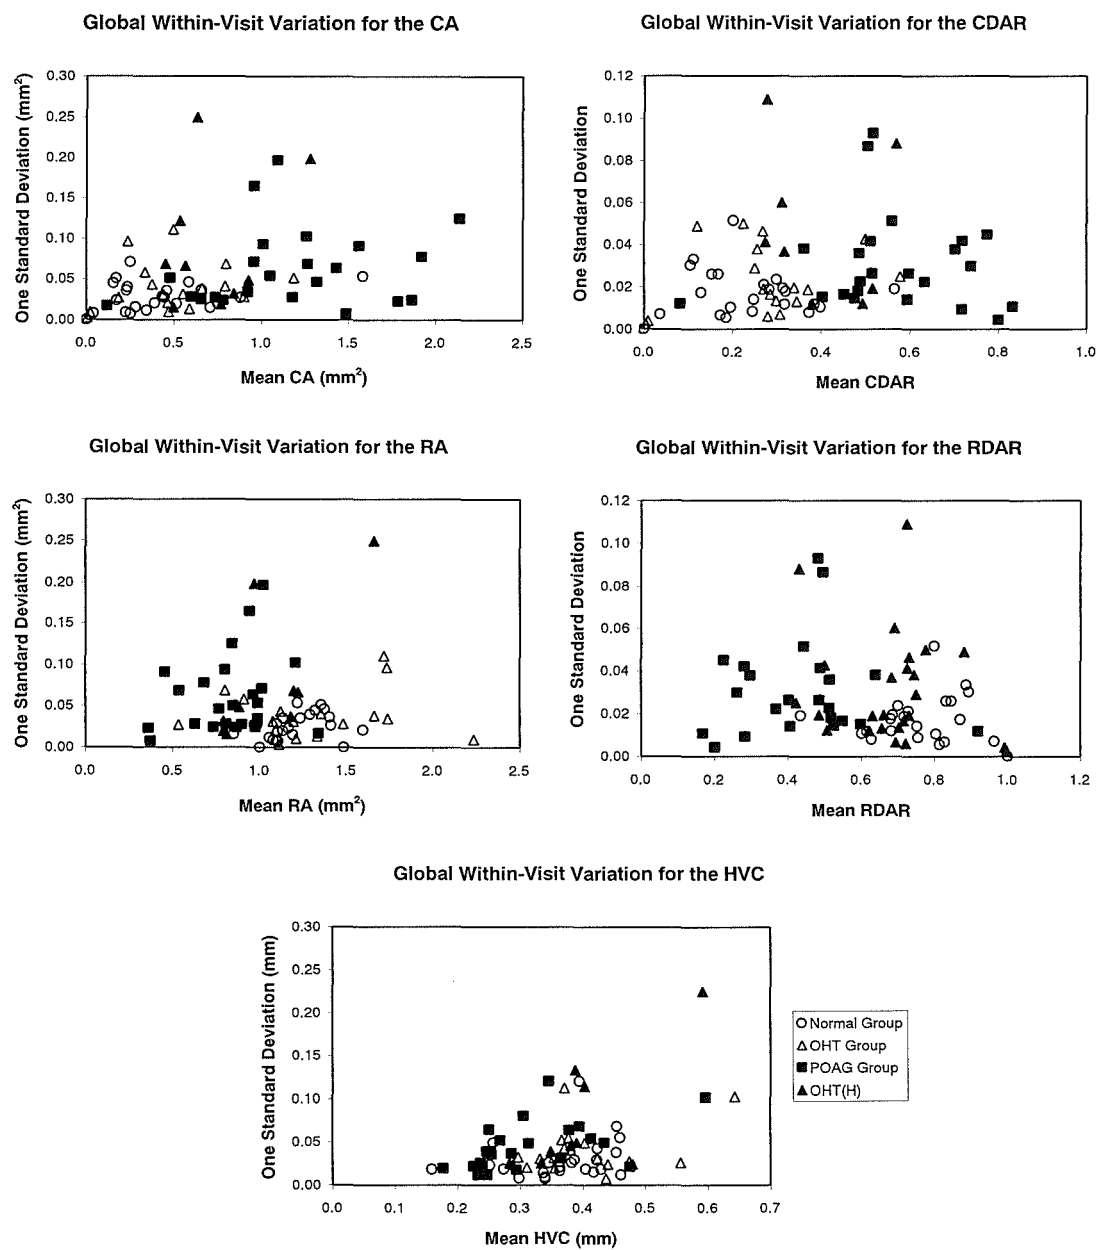 Global Within-Visit Variation for the CA
One Standard Deviation (mm²)
0.30
0.25
0.20
0.15
0.10
0.05
0.00
0.0 0.5 1.0 1.5 2.0 2.5
Mean CA (mm²)
Global Within-Visit Variation for the CDAR
One Standard Deviation
0.12
0.10
0.08
0.06
0.04
0.02
0.00
0.0 0.2 0.4 0.6 0.8 1.0
Mean CDAR
Global Within-Visit Variation for the RA
One Standard Deviation (mm²)
0.30
0.25
0.20
0.15
0.10
0.05
0.00
0.0 0.5 1.0 1.5 2.0 2.5
Mean RA (mm²)
Global Within-Visit Variation for the RDAR
One Standard Deviation
0.12
0.10
0.08
0.06
0.04
0.02
0.00
0.0 0.2 0.4 0.6 0.8 1.0 1.2
Mean RDAR
Global Within-Visit Variation for the HVC
One Standard Deviation (mm)
0.30
0.25
0.20
0.15
0.10
0.05
0.00
0.0 0.1 0.2 0.3 0.4 0.5 0.6 0.7
Mean HVC (mm)
Normal Group
OHT Group
POAG Group
OHT(H)